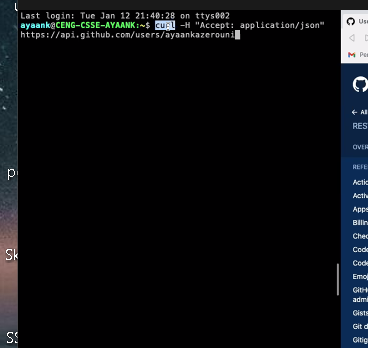 Last login: Tue Jan 12 21:40:28 on ttys002
ayaank@CENG-CSSE-AYAANK:~$ curl -H "Accept: application/json"
https://api.github.com/users/ayaankazerouni
Use
Pe
← All
RES
OVER
REFE
Actio
Activ
Apps
Billin
Chec
Code
Code
Emoj
GitHu
admi
Gists
Git d
Gitig
p
Sk
SS